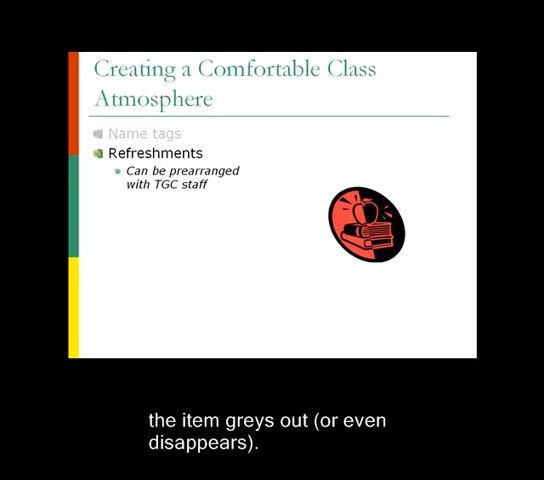 Creating a Comfortable Class
Atmosphere
Name tags
Refreshments
Can be prearranged
with TGC staff
the item greys out (or even
disappears).